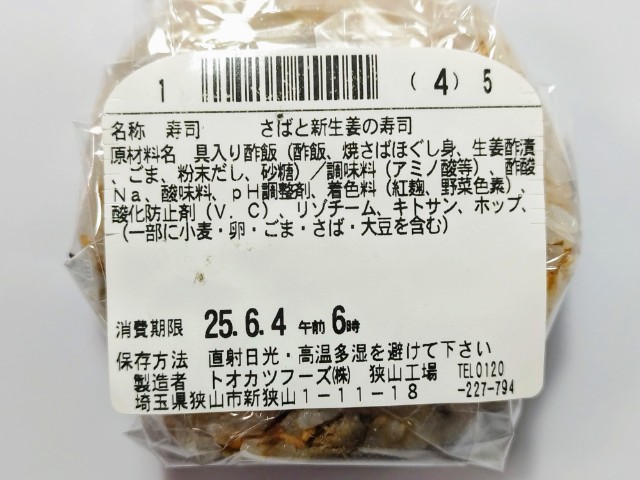 1 (4) 5
名称 寿司 さばと新生姜の寿司
原材料名 具入り酢飯(酢飯、焼さばほぐし身、生姜酢漬
、ごま、粉末だし、砂糖)/調味料(アミノ酸等)、酢酸
Na、酸味料、pH調整剤、着色料(紅麹、野菜色素)、
酸化防止剤(V.C)、リゾチーム、キトサン、ホップ、
(一部に小麦・卵・ごま・さば・大豆を含む)
消費期限 25.6.4 午前6時
保存方法 直射日光・高温多湿を避けて下さい
製造者 トオカツフーズ(株) 狭山工場 TEL0120
埼玉県狭山市新狭山1-11-18 -227-794